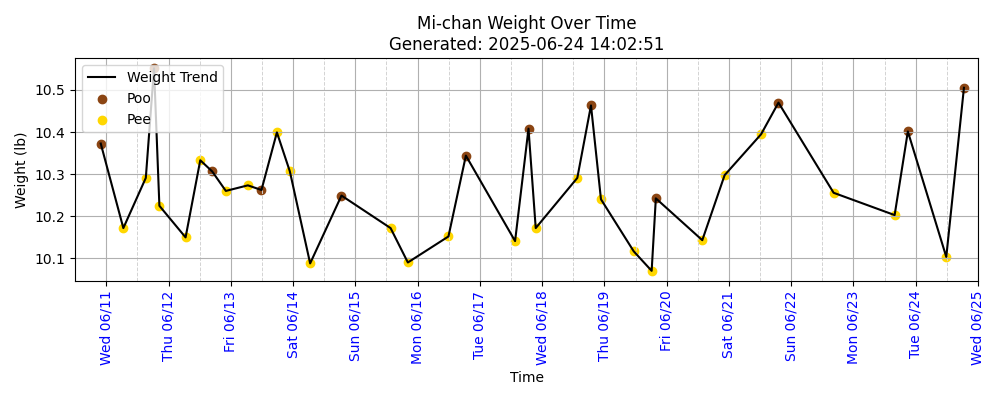 Mi-chan Weight Over Time
Generated: 2025-06-24 14:02:51
Weight Trend
Poo
Pee
Weight (lb)
10.5
10.4
10.3
10.2
10.1
Wed 06/11
Thu 06/12
Fri 06/13
Sat 06/14
Sun 06/15
Mon 06/16
Tue 06/17
Wed 06/18
Thu 06/19
Fri 06/20
Sat 06/21
Sun 06/22
Mon 06/23
Tue 06/24
Wed 06/25
Time